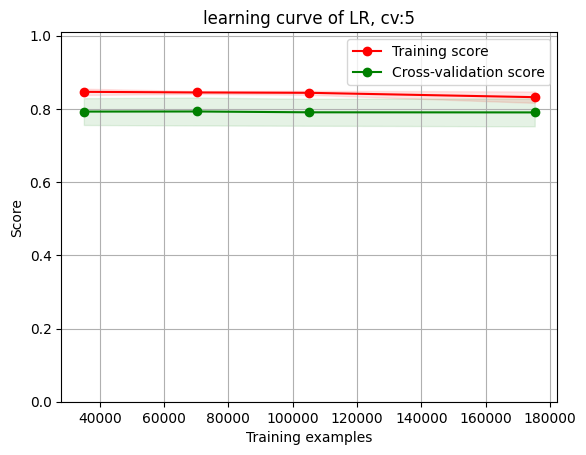 learning curve of LR, cv:5
Training score
Cross-validation score
1.0
0.8
0.6
0.4
0.2
0.0
Score
40000 60000 80000 100000 120000 140000 160000 180000
Training examples